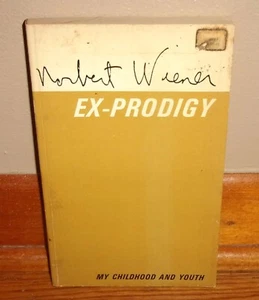 Norbert Wiener
EX-PRODIGY
MY CHILDHOOD AND YOUTH